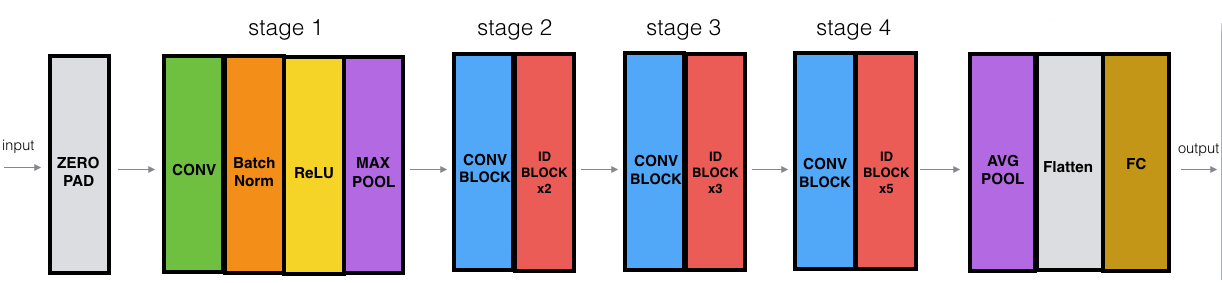 stage 1
stage 2
stage 3
stage 4
input
ZERO
PAD
CONV
Batch
Norm
ReLU
MAX
POOL
CONV
BLOCK
ID
BLOCK
x2
CONV
BLOCK
ID
BLOCK
x3
CONV
BLOCK
ID
BLOCK
x5
AVG
POOL
Flatten
FC
output